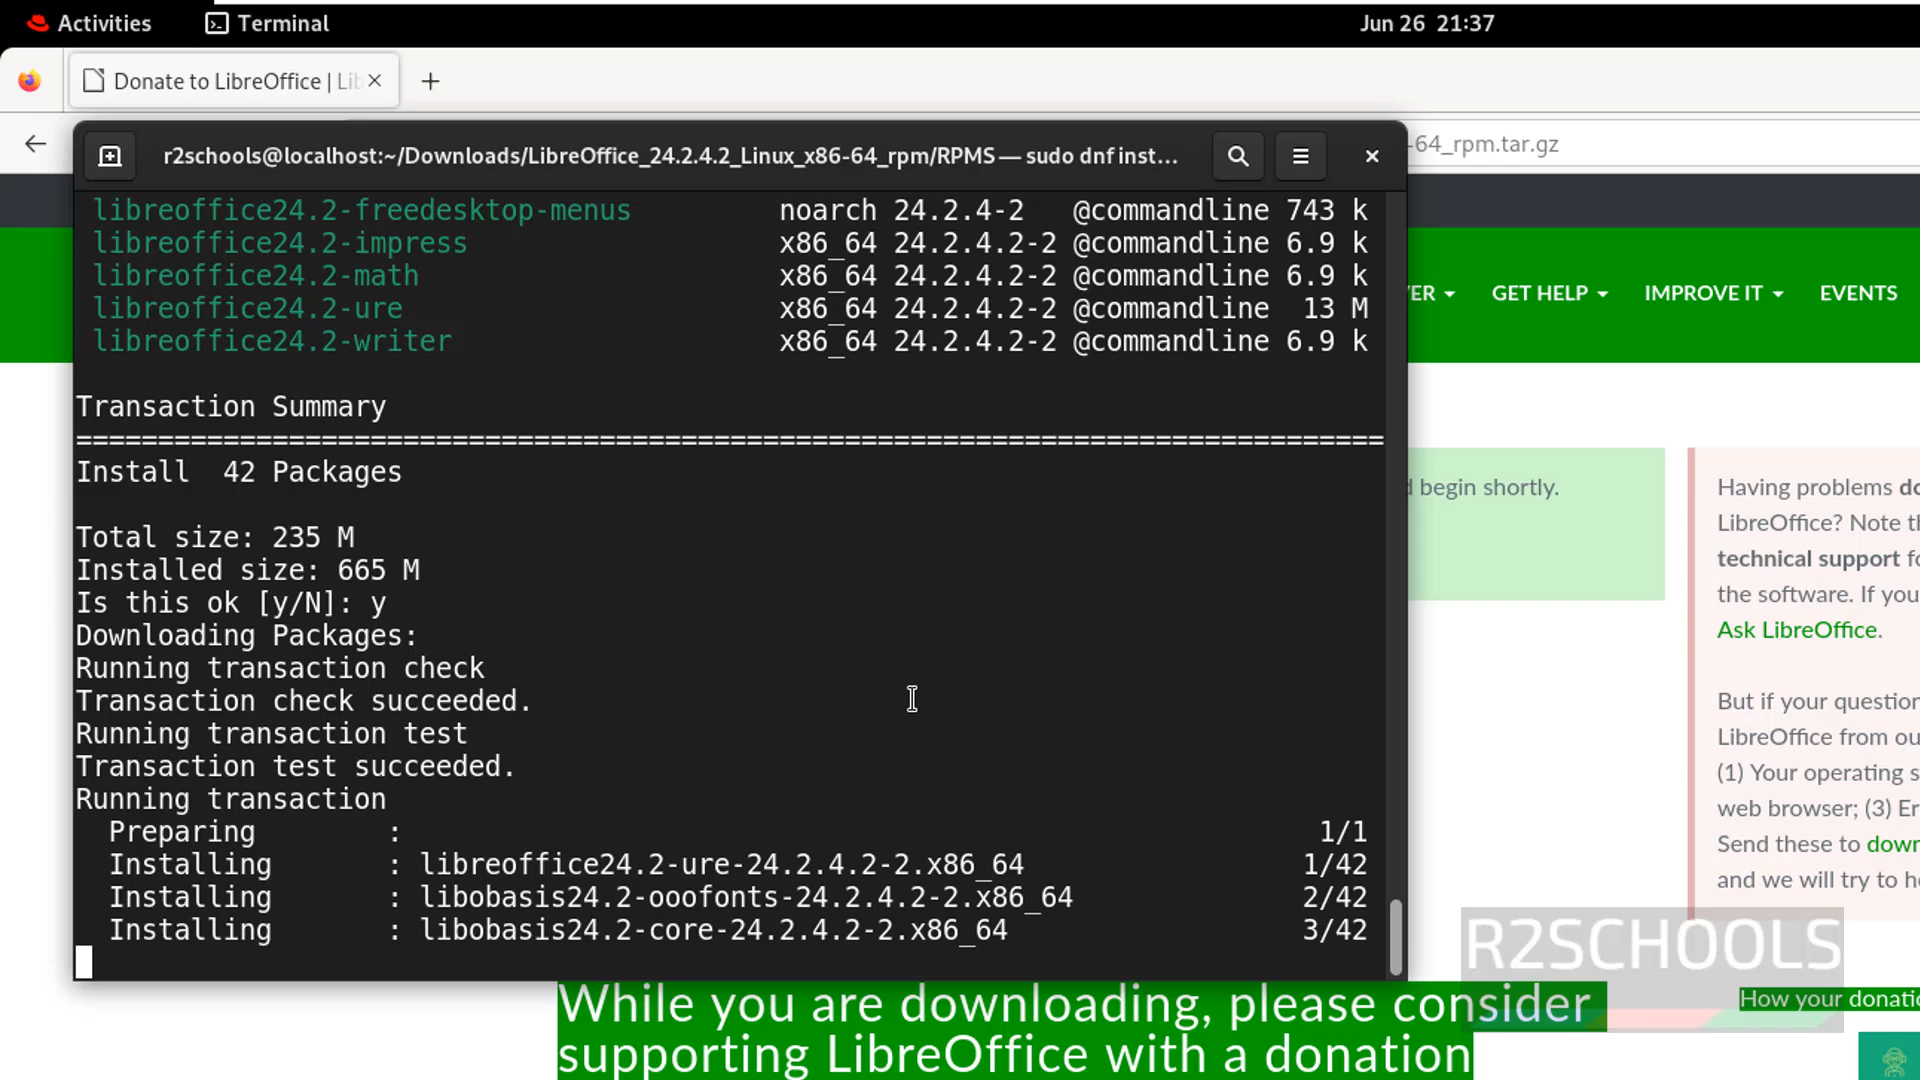 Activities Terminal Jun 26 21:37
Donate to LibreOffice | Lib
-64_rpm.tar.gz
r2schools@localhost:~/Downloads/LibreOffice_24.2.4.2_Linux_x86-64_rpm/RPMS — sudo dnf inst...
libreoffice24.2-freedesktop-menus noarch 24.2.4-2 @commandline 743 k
libreoffice24.2-impress x86_64 24.2.4.2-2 @commandline 6.9 k
libreoffice24.2-math x86_64 24.2.4.2-2 @commandline 6.9 k
libreoffice24.2-ure x86_64 24.2.4.2-2 @commandline 13 M
libreoffice24.2-writer x86_64 24.2.4.2-2 @commandline 6.9 k
Transaction Summary
================================================================================
Install 42 Packages
Total size: 235 M
Installed size: 665 M
Is this ok [y/N]: y
Downloading Packages:
Running transaction check
Transaction check succeeded.
Running transaction test
Transaction test succeeded.
Running transaction
Preparing : 1/1
Installing : libreoffice24.2-ure-24.2.4.2-2.x86_64 1/42
Installing : libobasis24.2-ooofonts-24.2.4.2-2.x86_64 2/42
Installing : libobasis24.2-core-24.2.4.2-2.x86_64 3/42
VER GET HELP IMPROVE IT EVENTS
d begin shortly.
Having problems do
LibreOffice? Note th
technical support fo
the software. If you
Ask LibreOffice.
But if your question
LibreOffice from ou
(1) Your operating s
web browser; (3) Er
Send these to down
and we will try to he
R2SCHOOLS
While you are downloading, please consider
supporting LibreOffice with a donation
How your donatio